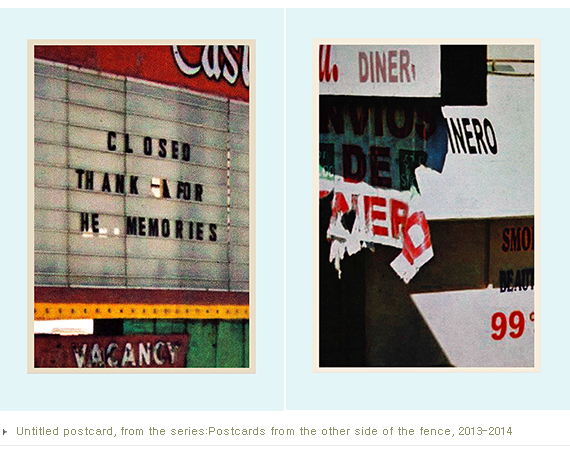 CLOSED
THANK FOR
HE MEMORIES
VACANCY
DINER
NVIOS
DE
INERO
SMO
BEAUT
99
Untitled postcard, from the series:Postcards from the other side of the fence, 2013-2014